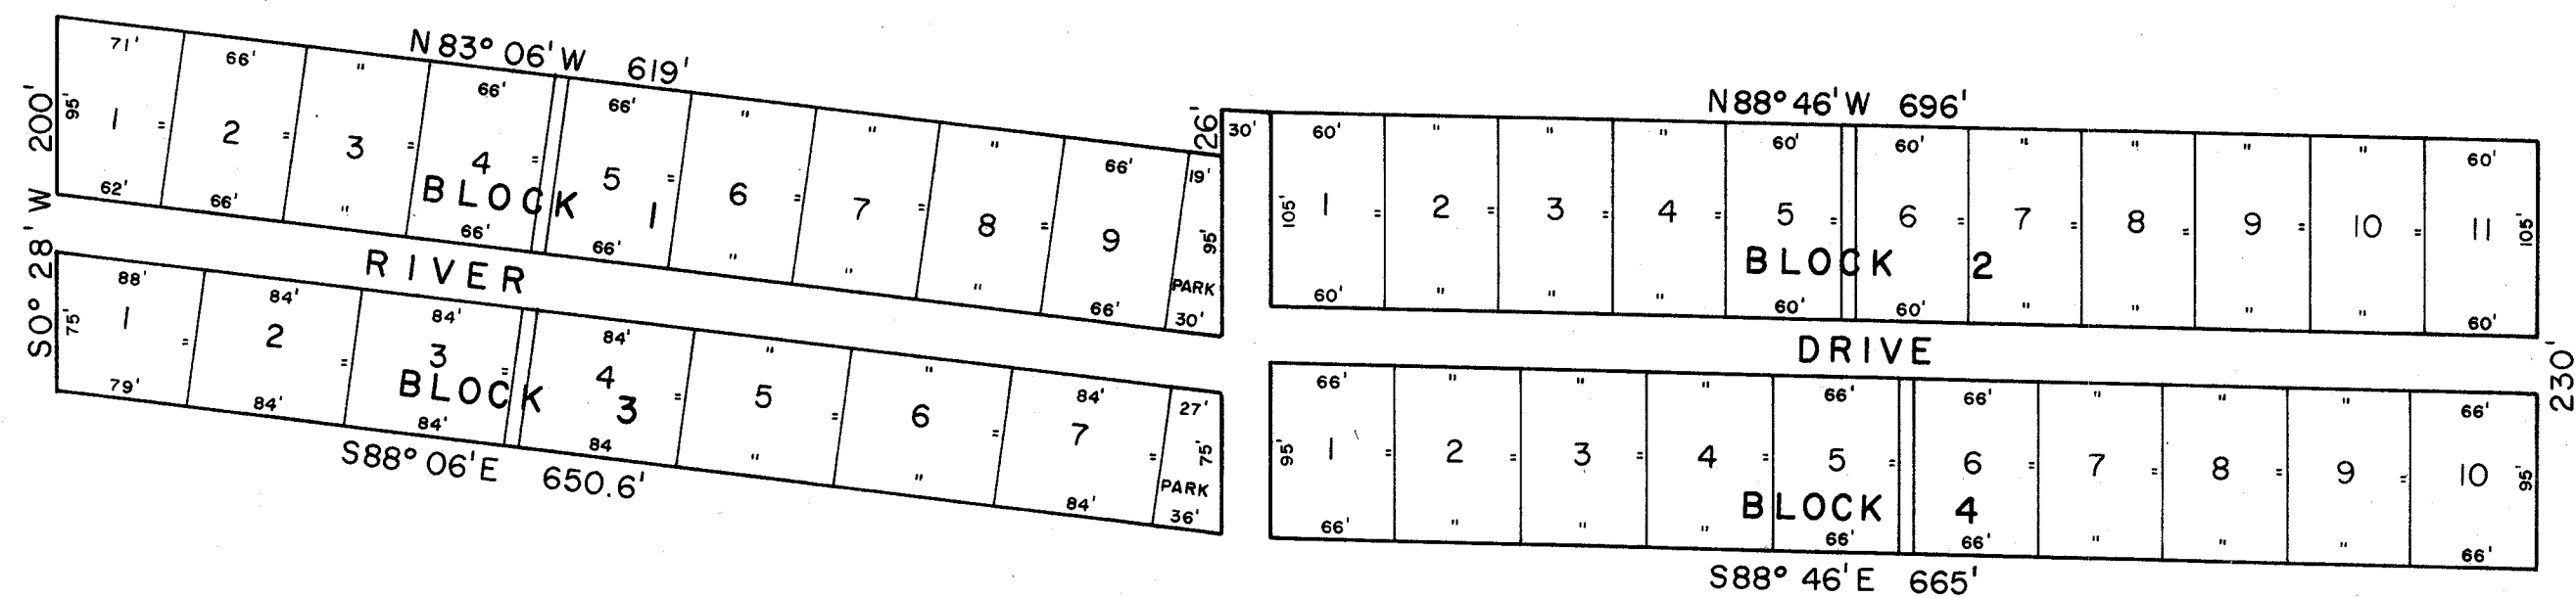 N 83° 06' W 619'
S 0° 28' W 200'
71' 66' " 66' 66' " " " 66' 19'
95' 1 = 2 = 3 = 4 = 5 = 6 = 7 = 8 = 9 95'
BLOCK 1
62' 66' " 66' 66' " " " 66' 30'
PARK
26'
30'
N 88° 46' W 696'
60' " " " 60' 60' " " " " 60'
105' 1 = 2 = 3 = 4 = 5 = 6 = 7 = 8 = 9 = 10 = 11 105'
BLOCK 2
60' " " " 60' 60' " " " " 60'
RIVER DRIVE
88' 84' 84' 84' " " 84' 27'
75' 1 = 2 = 3 = 4 = 5 = 6 = 7 = 75'
BLOCK 3
79' 84' 84' 84 " " 84' 36'
PARK
S 88° 06' E 650.6'
66' " " " 66' 66' " " " 66'
95' 1 = 2 = 3 = 4 = 5 = 6 = 7 = 8 = 9 = 10 95'
BLOCK 4
66' " " " 66' 66' " " " 66'
230'
S 88° 46' E 665'